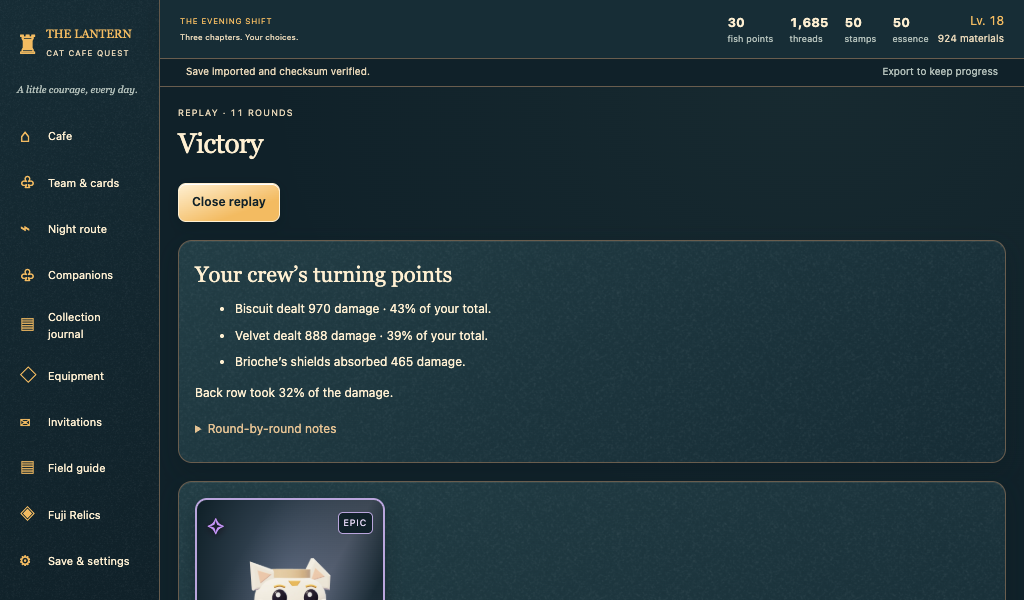 THE LANTERN
CAT CAFE QUEST
A little courage, every day.
Cafe
Team & cards
Night route
Companions
Collection
journal
Equipment
Invitations
Field guide
Fuji Relics
Save & settings
THE EVENING SHIFT
Three chapters. Your choices.
30
fish points
1,685
threads
50
stamps
50
essence
Lv. 18
924 materials
Save imported and checksum verified.
Export to keep progress
REPLAY · 11 ROUNDS
Victory
Close replay
Your crew’s turning points
• Biscuit dealt 970 damage · 43% of your total.
• Velvet dealt 888 damage · 39% of your total.
• Brioche’s shields absorbed 465 damage.
Back row took 32% of the damage.
Round-by-round notes
EPIC